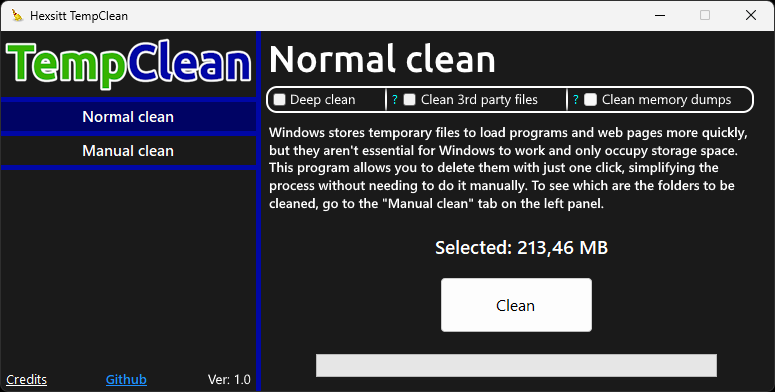 Hexsitt TempClean
TempClean
Normal clean
Manual clean
Credits
Github
Ver: 1.0
Normal clean
Deep clean
? Clean 3rd party files
? Clean memory dumps
Windows stores temporary files to load programs and web pages more quickly,
but they aren't essential for Windows to work and only occupy storage space.
This program allows you to delete them with just one click, simplifying the
process without needing to do it manually. To see which are the folders to be
cleaned, go to the "Manual clean" tab on the left panel.
Selected: 213,46 MB
Clean